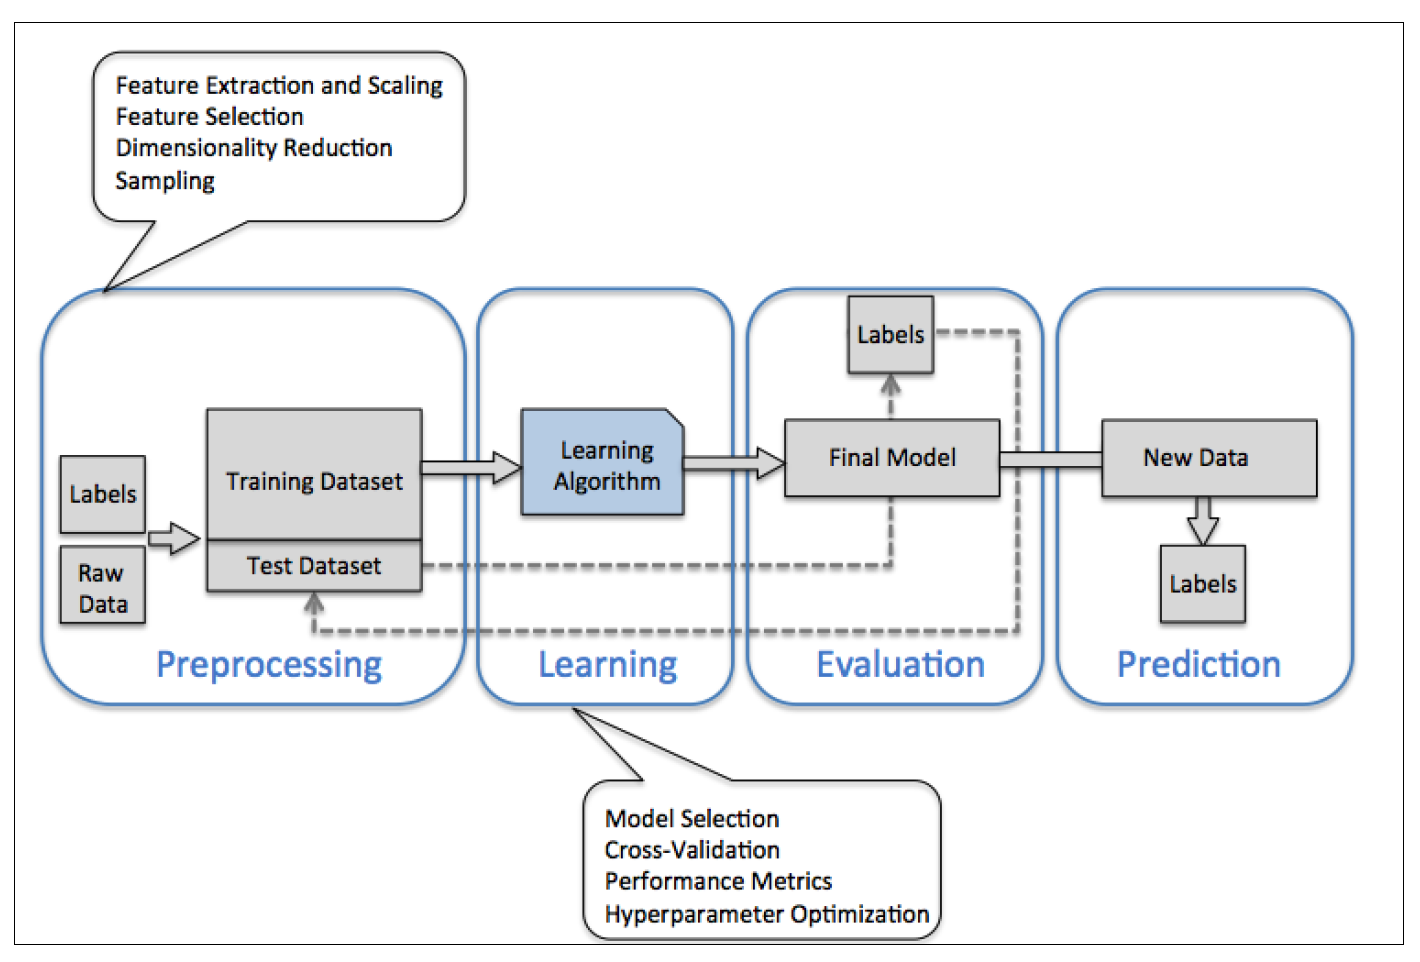 Feature Extraction and Scaling
Feature Selection
Dimensionality Reduction
Sampling
Labels
Raw
Data
Training Dataset
Test Dataset
Preprocessing
Learning
Algorithm
Learning
Labels
Final Model
Evaluation
New Data
Labels
Prediction
Model Selection
Cross-Validation
Performance Metrics
Hyperparameter Optimization